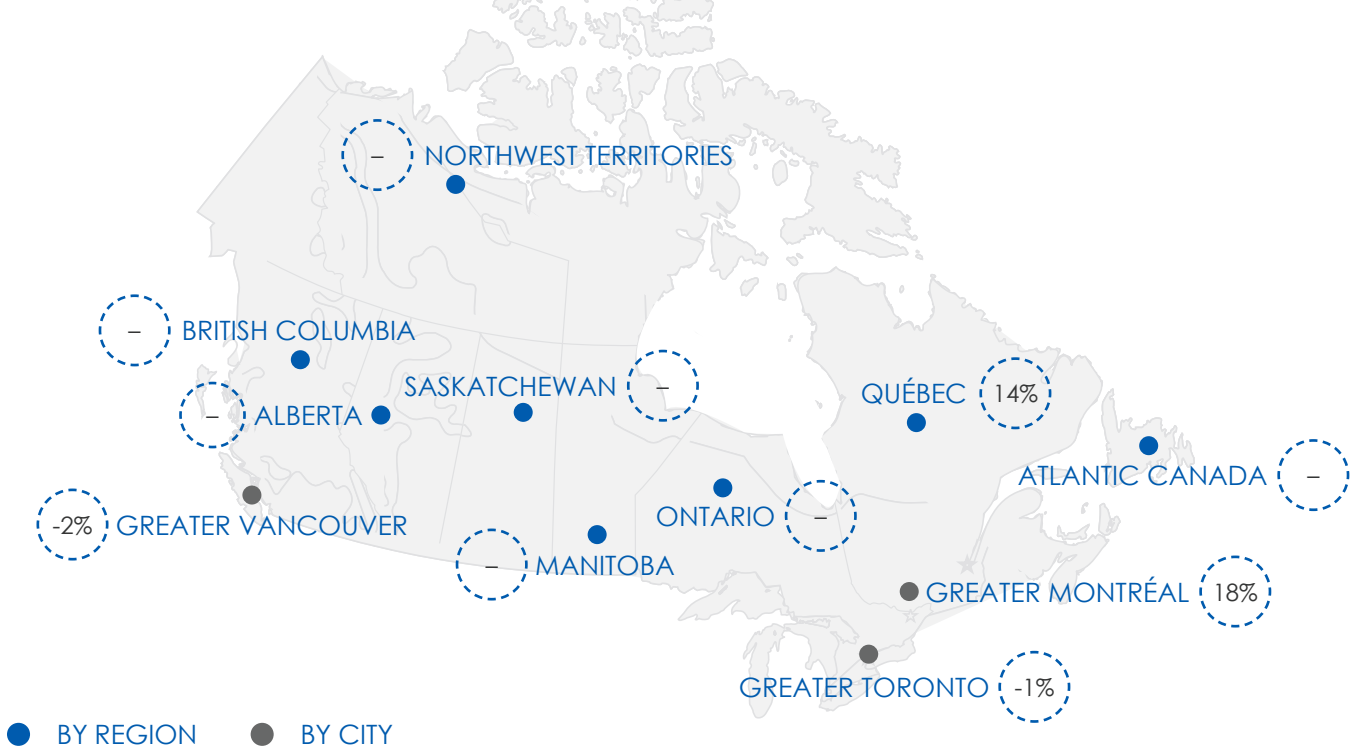 – NORTHWEST TERRITORIES
– BRITISH COLUMBIA
SASKATCHEWAN –
– ALBERTA
QUÉBEC 14%
ATLANTIC CANADA –
-2% GREATER VANCOUVER
ONTARIO –
– MANITOBA
GREATER MONTRÉAL 18%
GREATER TORONTO -1%
BY REGION BY CITY